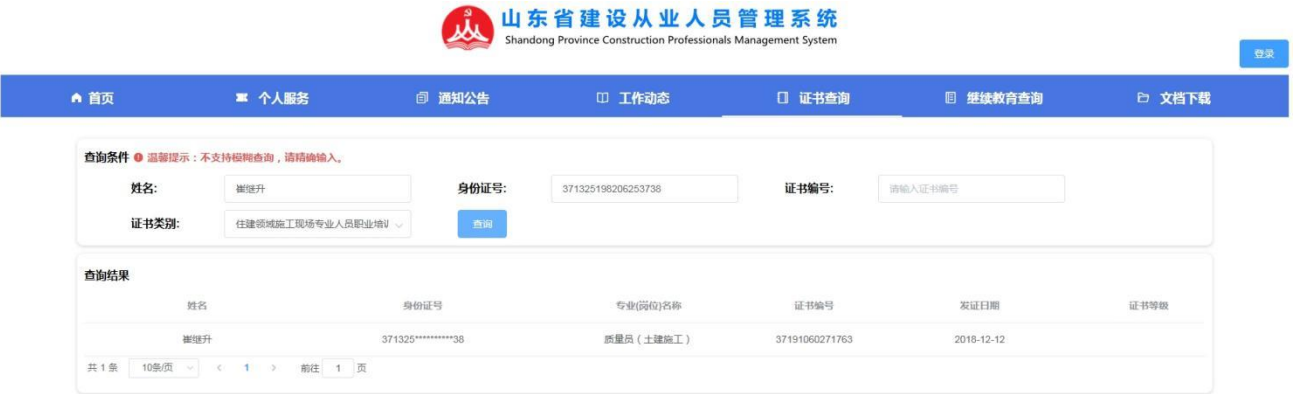 山东省建设从业人员管理系统
Shandong Province Construction Professionals Management System
登录
首页 个人服务 通知公告 工作动态 证书查询 继续教育查询 文档下载
查询条件 温馨提示：不支持模糊查询，请精确输入。
姓名: 崔继升 身份证号: 371325198206253738 证书编号: 请输入证书编号
证书类别: 住建领域施工现场专业人员职业培训 查询
查询结果
姓名 身份证号 专业(岗位)名称 证书编号 发证日期 证书等级
崔继升 371325**********38 质量员（土建施工） 37191060271763 2018-12-12
共 1 条 10条/页 < 1 > 前往 1 页